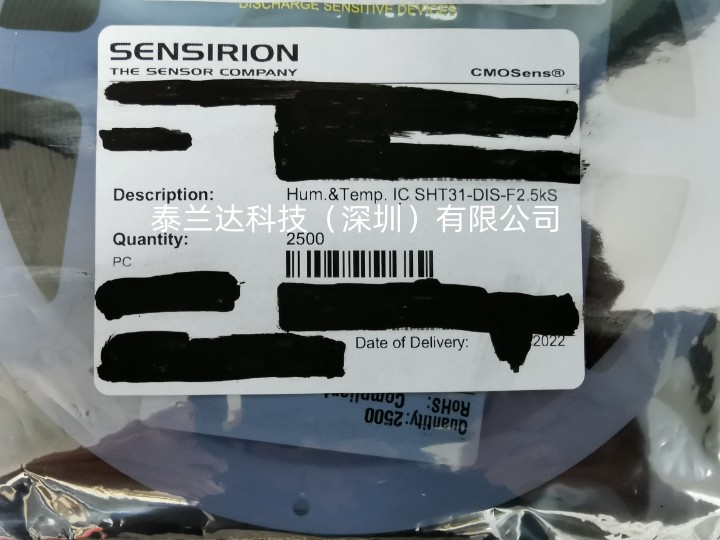 DISCHARGE SENSITIVE DEVICES
SENSIRION
THE SENSOR COMPANY
CMOSens®
Description: Hum.&Temp. IC SHT31-DIS-F2.5kS
泰兰达科技（深圳）有限公司
Quantity: 2500
PC
Date of Delivery: 2022
Quantity: 2500
RoHS: Compliant